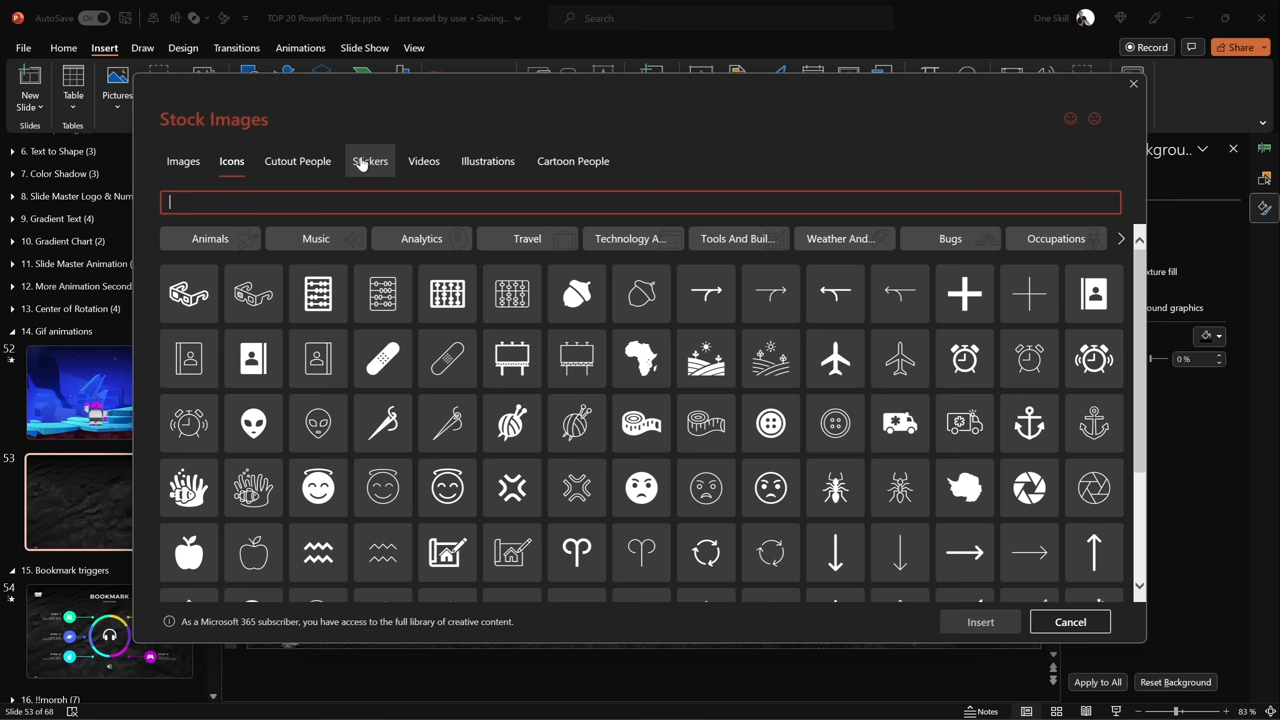 AutoSave On TOP 20 PowerPoint Tips.pptx - Last saved by user • Saving... Search One Skill
File Home Insert Draw Design Transitions Animations Slide Show View Record Share
New Slide
Table
Pictures
Slides
Tables
Stock Images
Images Icons Cutout People Stickers Videos Illustrations Cartoon People
Animals Music Analytics Travel Technology A... Tools And Buil... Weather And... Bugs Occupations
As a Microsoft 365 subscriber, you have access to the full library of creative content.
Insert Cancel
6. Text to Shape (3)
7. Color Shadow (3)
8. Slide Master Logo & Num
9. Gradient Text (4)
10. Gradient Chart (2)
11. Slide Master Animation (
12. More Animation Second
13. Center of Rotation (4)
14. Gif animations
52
53
15. Bookmark triggers
54
BOOKMARK
16. !!morph (7)
kgrou..
xture fill
ound graphics
0 %
Apply to All Reset Background
Slide 53 of 68 Notes 83 %